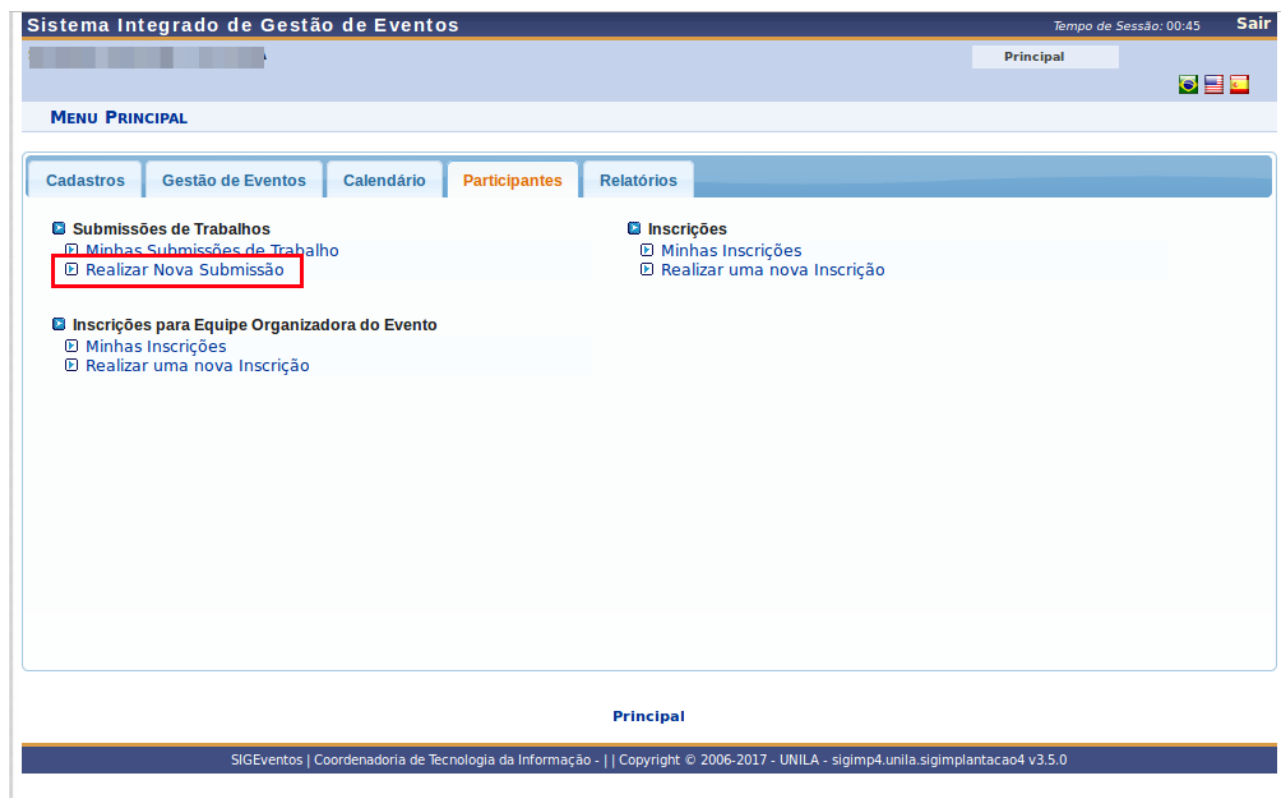 Sistema Integrado de Gestão de Eventos
Tempo de Sessão: 00:45
Sair
Principal
MENU PRINCIPAL
Cadastros
Gestão de Eventos
Calendário
Participantes
Relatórios
Submissões de Trabalhos
Minhas Submissões de Trabalho
Realizar Nova Submissão
Inscrições
Minhas Inscrições
Realizar uma nova Inscrição
Inscrições para Equipe Organizadora do Evento
Minhas Inscrições
Realizar uma nova Inscrição
Principal
SIGEventos | Coordenadoria de Tecnologia da Informação - | | Copyright © 2006-2017 - UNILA - sigimp4.unila.sigimplantacao4 v3.5.0